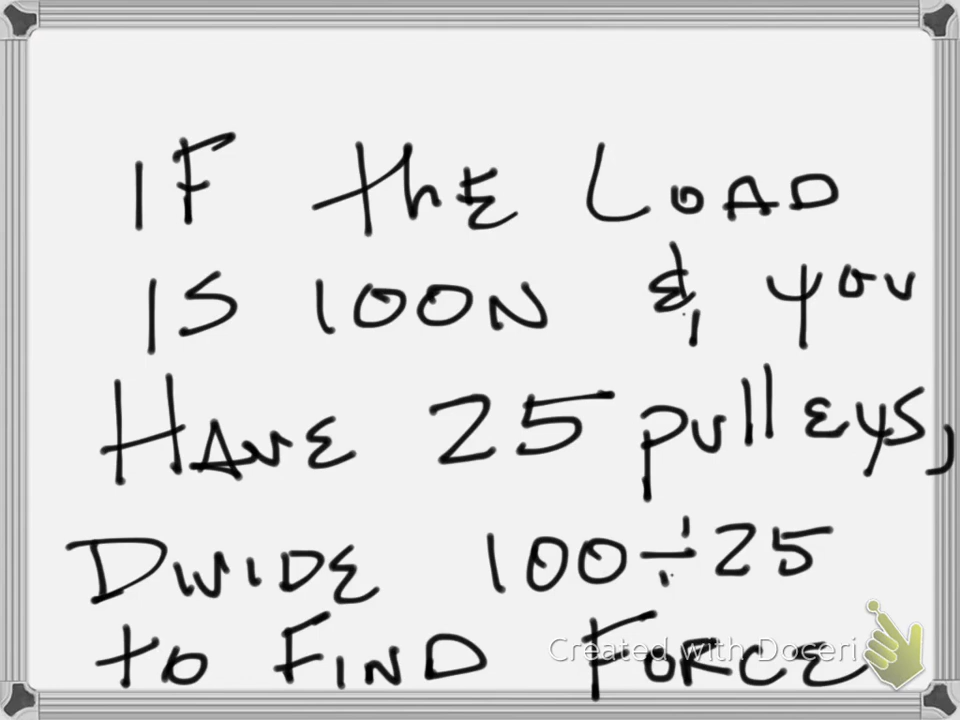 IF thE LOAD
IS 100N & you
HAVE 25 pulleys,
DIVIDE 100÷25
to FIND FORCE
Created with Doceri